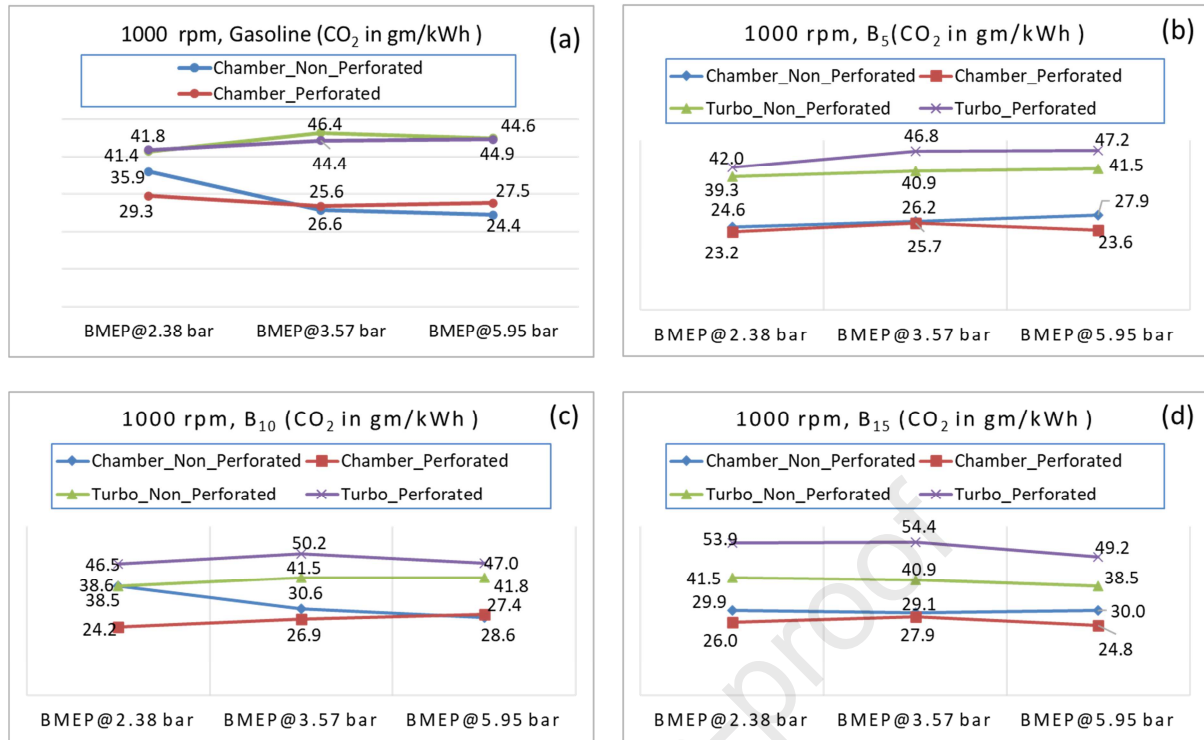 1000 rpm, Gasoline (CO₂ in gm/kWh )
(a)
Chamber_Non_Perforated
Chamber_Perforated
41.8
46.4
44.6
41.4
44.4
44.9
35.9
25.6
27.5
29.3
26.6
24.4
BMEP@2.38 bar BMEP@3.57 bar BMEP@5.95 bar
1000 rpm, B₅(CO₂ in gm/kWh )
(b)
Chamber_Non_Perforated Chamber_Perforated
Turbo_Non_Perforated Turbo_Perforated
42.0
46.8
47.2
39.3
40.9
41.5
24.6
26.2
27.9
23.2
25.7
23.6
BMEP@2.38 bar BMEP@3.57 bar BMEP@5.95 bar
1000 rpm, B₁₀ (CO₂ in gm/kWh )
(c)
Chamber_Non_Perforated Chamber_Perforated
Turbo_Non_Perforated Turbo_Perforated
46.5
50.2
47.0
38.6
41.5
41.8
38.5
30.6
27.4
24.2
26.9
28.6
BMEP@2.38 bar BMEP@3.57 bar BMEP@5.95 bar
1000 rpm, B₁₅ (CO₂ in gm/kWh )
(d)
Chamber_Non_Perforated Chamber_Perforated
Turbo_Non_Perforated Turbo_Perforated
53.9
54.4
49.2
41.5
40.9
38.5
29.9
29.1
30.0
26.0
27.9
24.8
BMEP@2.38 bar BMEP@3.57 bar BMEP@5.95 bar
proof